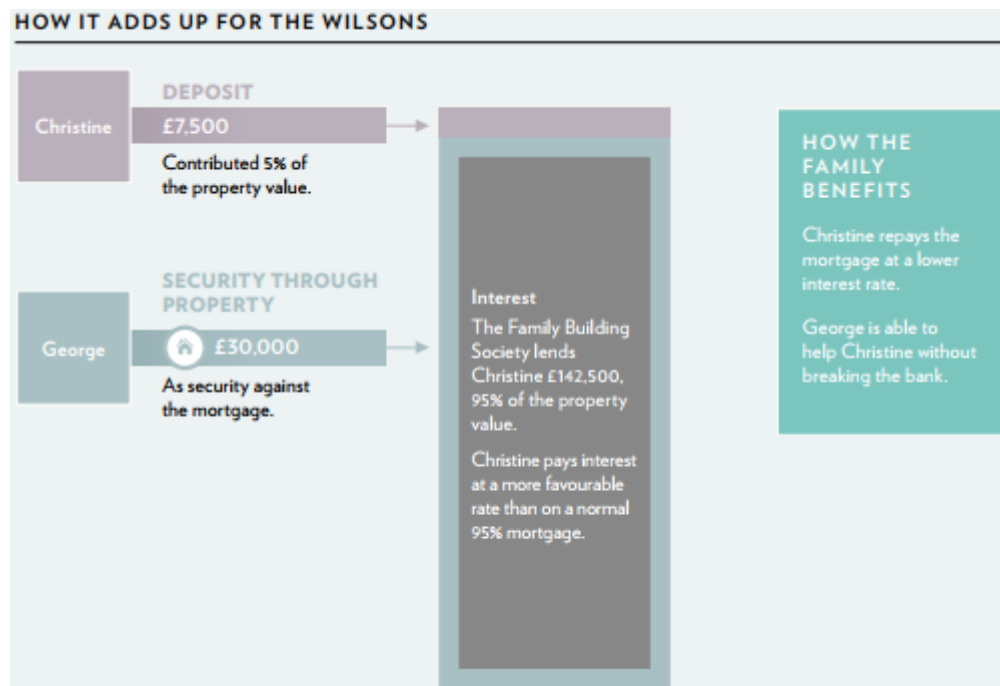 HOW IT ADDS UP FOR THE WILSONS
Christine
DEPOSIT
£7,500
Contributed 5% of
the property value.
George
SECURITY THROUGH
PROPERTY
£30,000
As security against
the mortgage.
Interest
The Family Building
Society lends
Christine £142,500,
95% of the property
value.
Christine pays interest
at a more favourable
rate than on a normal
95% mortgage.
HOW THE
FAMILY
BENEFITS
Christine repays the
mortgage at a lower
interest rate.
George is able to
help Christine without
breaking the bank.